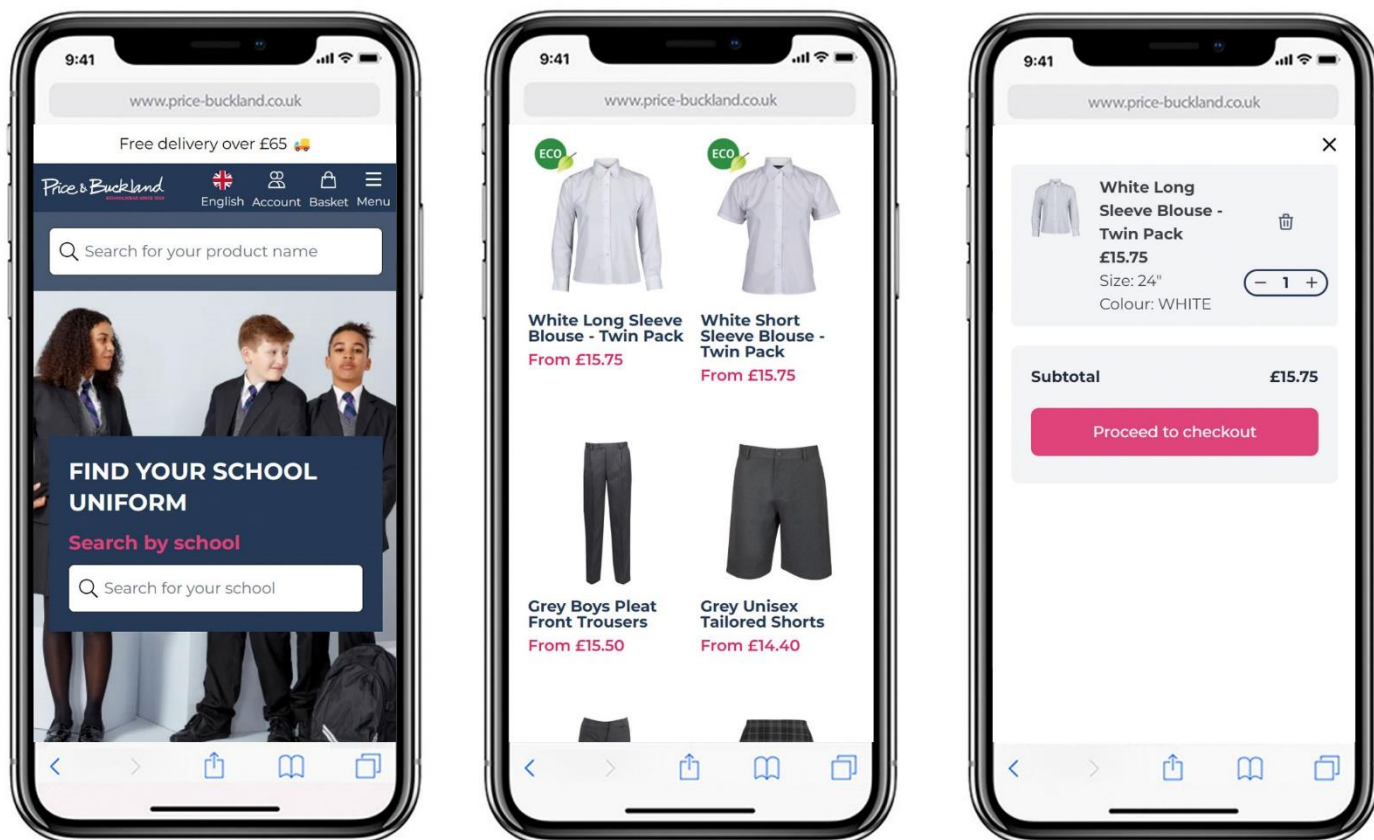 9:41
www.price-buckland.co.uk
Free delivery over £65
Price & Buckland
SCHOOLWEAR SINCE 1950
English Account Basket Menu
Search for your product name
FIND YOUR SCHOOL
UNIFORM
Search by school
Search for your school
9:41
www.price-buckland.co.uk
ECO
ECO
White Long Sleeve
Blouse - Twin Pack
From £15.75
White Short
Sleeve Blouse -
Twin Pack
From £15.75
Grey Boys Pleat
Front Trousers
From £15.50
Grey Unisex
Tailored Shorts
From £14.40
9:41
www.price-buckland.co.uk
White Long
Sleeve Blouse -
Twin Pack
£15.75
Size: 24"
Colour: WHITE
− 1 +
Subtotal £15.75
Proceed to checkout